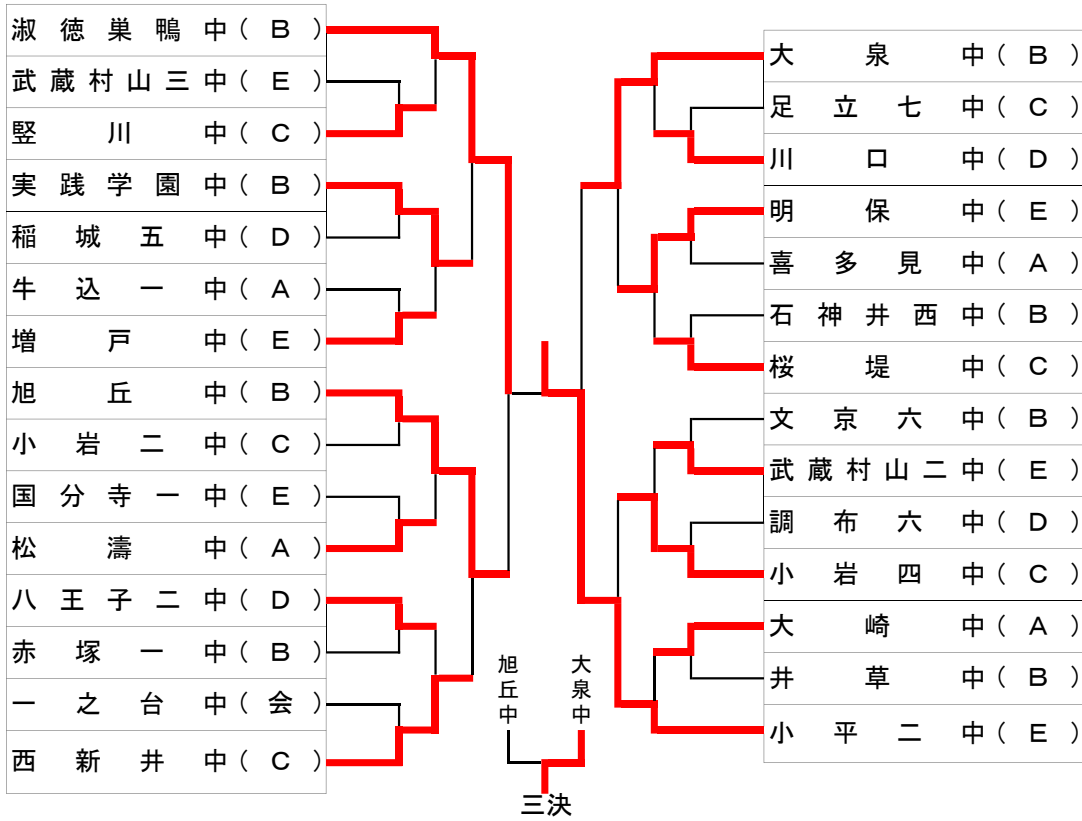 淑徳巣鴨中(B)
武蔵村山三中(E)
竪川中(C)
実践学園中(B)
稲城五中(D)
牛込一中(A)
増戸中(E)
旭丘中(B)
小岩二中(C)
国分寺一中(E)
松濤中(A)
八王子二中(D)
赤塚一中(B)
一之台中(会)
西新井中(C)
大泉中(B)
足立七中(C)
川口中(D)
明保中(E)
喜多見中(A)
石神井西中(B)
桜堤中(C)
文京六中(B)
武蔵村山二中(E)
調布六中(D)
小岩四中(C)
大崎中(A)
井草中(B)
小平二中(E)
旭丘中
大泉中
三決